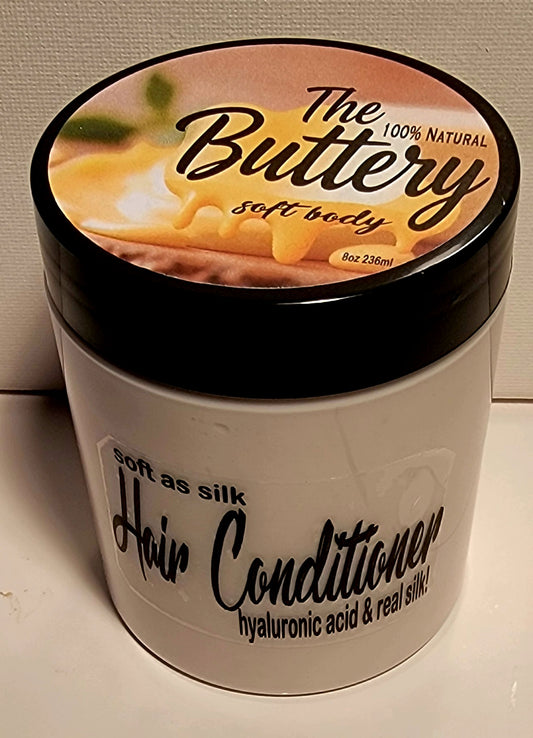 The
100% NATURAL
Buttery
soft body
8oz 236ml
soft as silk
Hair Conditioner
hyaluronic acid & real silk!